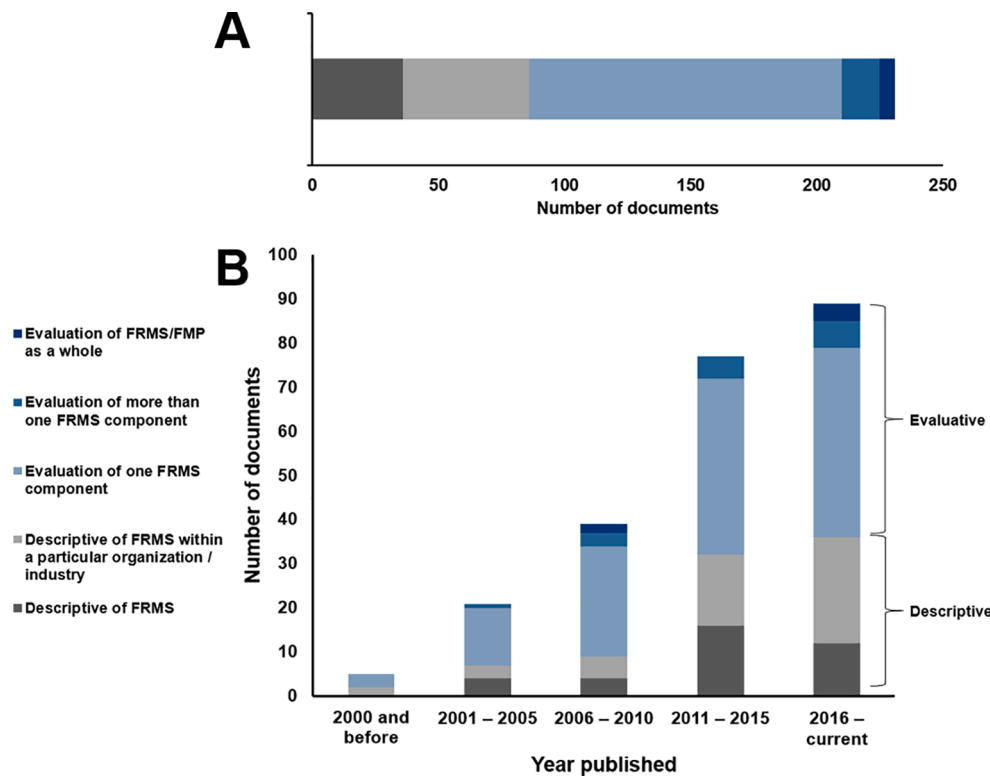 A
0 50 100 150 200 250
Number of documents
B
Evaluation of FRMS/FMP
as a whole
Evaluation of more than
one FRMS component
Evaluation of one FRMS
component
Descriptive of FRMS within
a particular organization /
industry
Descriptive of FRMS
Number of documents
100
90
80
70
60
50
40
30
20
10
0
Evaluative
Descriptive
2000 and
before
2001 – 2005
2006 – 2010
2011 – 2015
2016 –
current
Year published